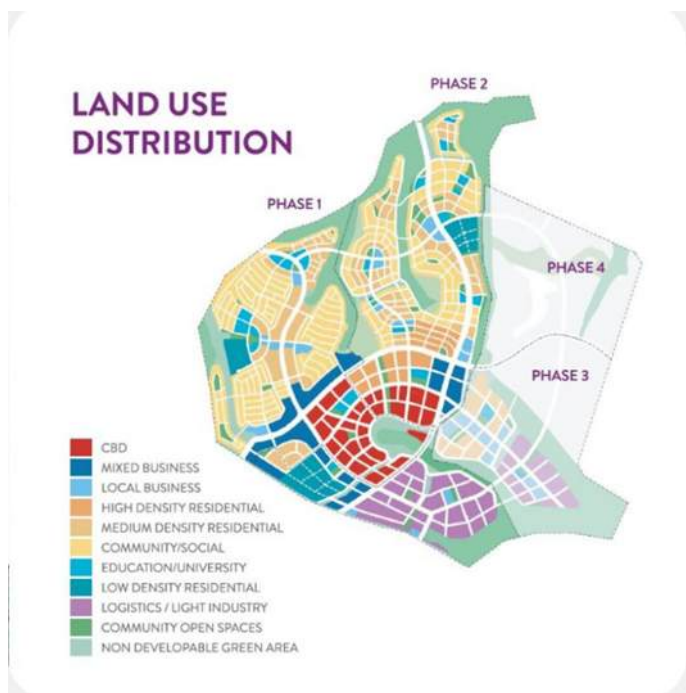 LAND USE
DISTRIBUTION
PHASE 2
PHASE 1
PHASE 4
PHASE 3
CBD
MIXED BUSINESS
LOCAL BUSINESS
HIGH DENSITY RESIDENTIAL
MEDIUM DENSITY RESIDENTIAL
COMMUNITY/SOCIAL
EDUCATION/UNIVERSITY
LOW DENSITY RESIDENTIAL
LOGISTICS / LIGHT INDUSTRY
COMMUNITY OPEN SPACES
NON DEVELOPABLE GREEN AREA